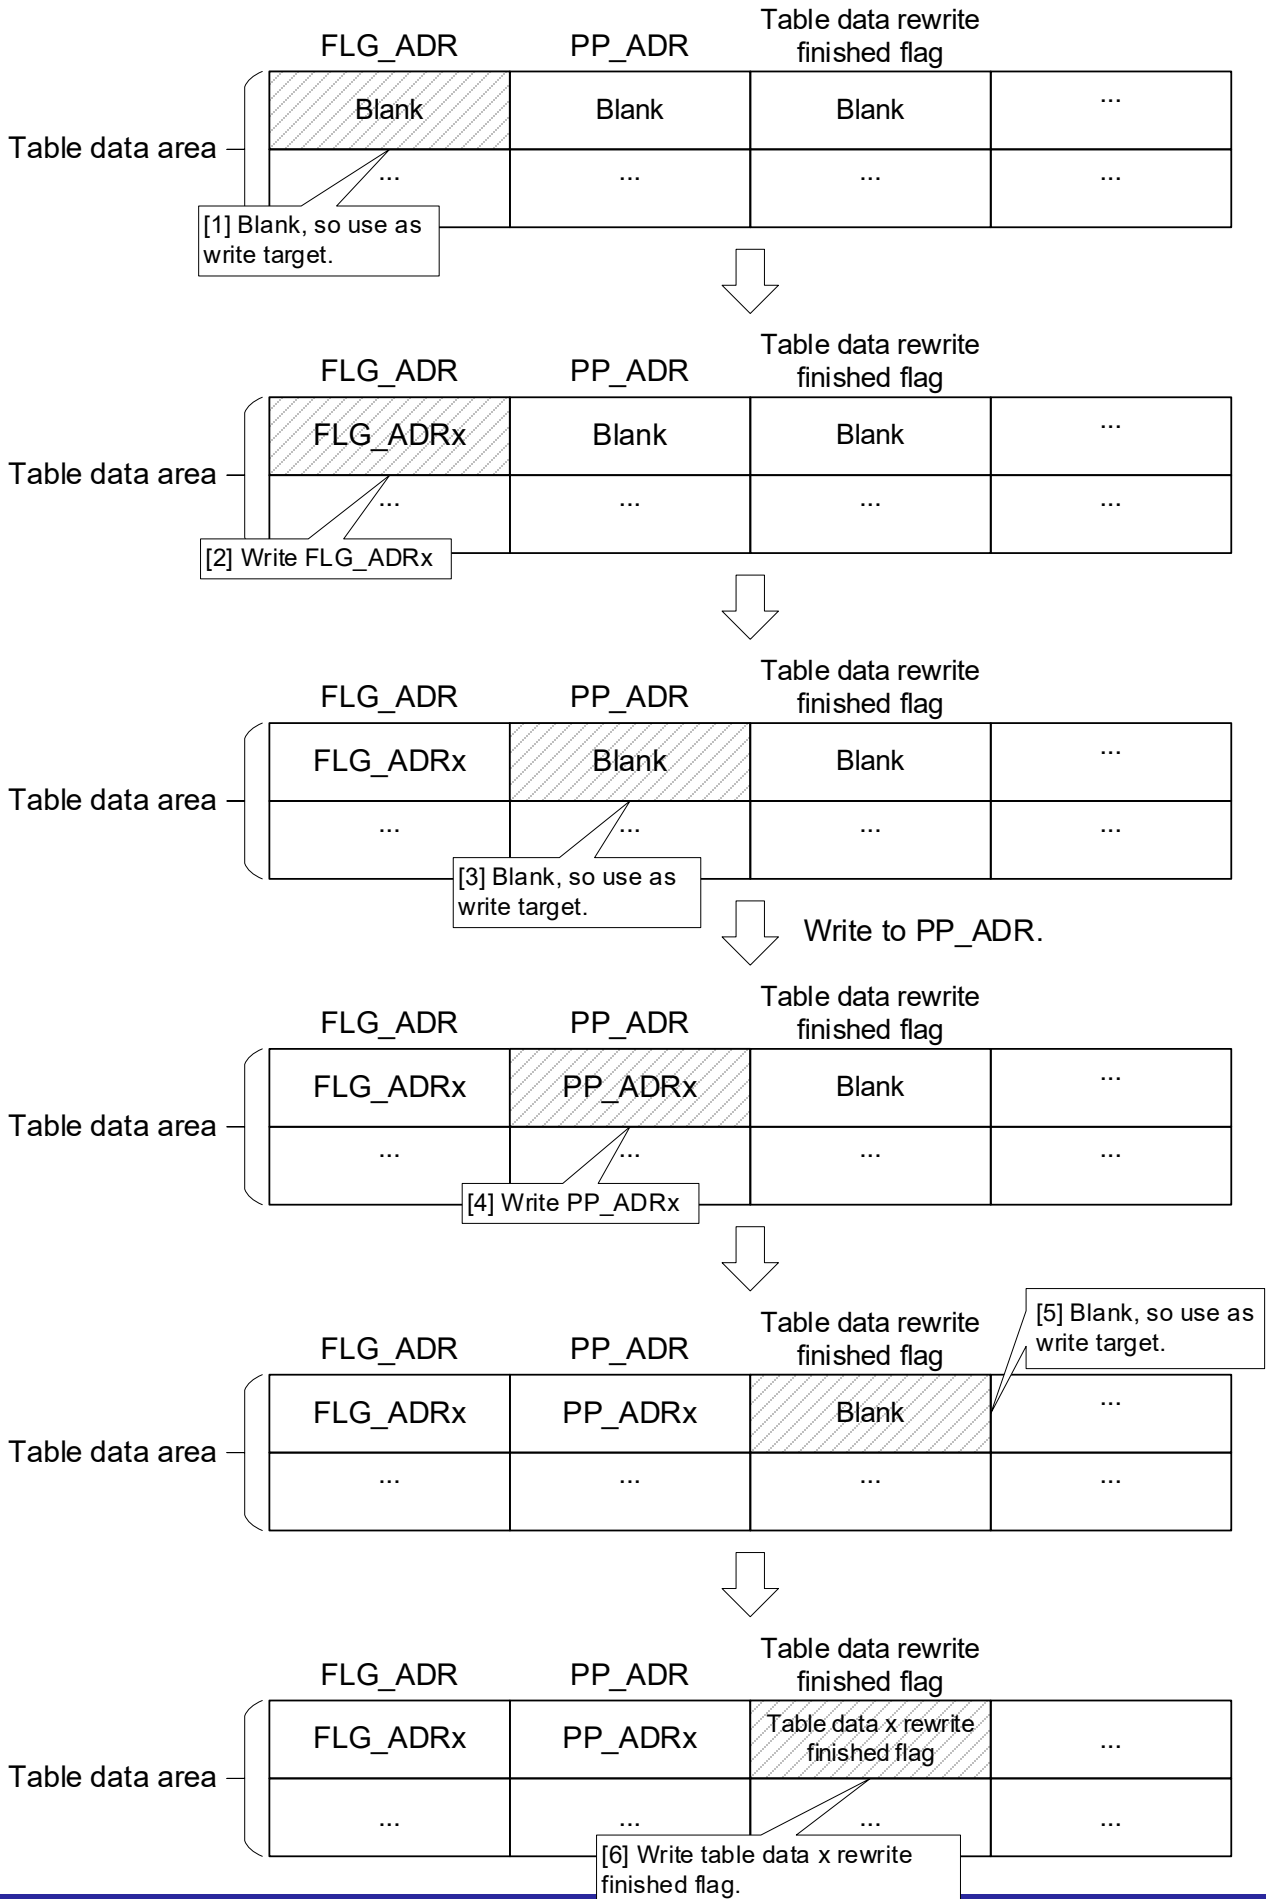 Table data rewrite
FLG_ADR PP_ADR finished flag
Blank Blank Blank ...
Table data area
... ... ... ...
[1] Blank, so use as
write target.
Table data rewrite
FLG_ADR PP_ADR finished flag
FLG_ADRx Blank Blank ...
Table data area
... ... ... ...
[2] Write FLG_ADRx
Table data rewrite
FLG_ADR PP_ADR finished flag
FLG_ADRx Blank Blank ...
Table data area
... ... ... ...
[3] Blank, so use as
write target.
Write to PP_ADR.
Table data rewrite
FLG_ADR PP_ADR finished flag
FLG_ADRx PP_ADRx Blank ...
Table data area
... ... ... ...
[4] Write PP_ADRx
[5] Blank, so use as
write target.
Table data rewrite
FLG_ADR PP_ADR finished flag
FLG_ADRx PP_ADRx Blank ...
Table data area
... ... ... ...
Table data rewrite
FLG_ADR PP_ADR finished flag
FLG_ADRx PP_ADRx Table data x rewrite
finished flag ...
Table data area
... ... ... ...
[6] Write table data x rewrite
finished flag.